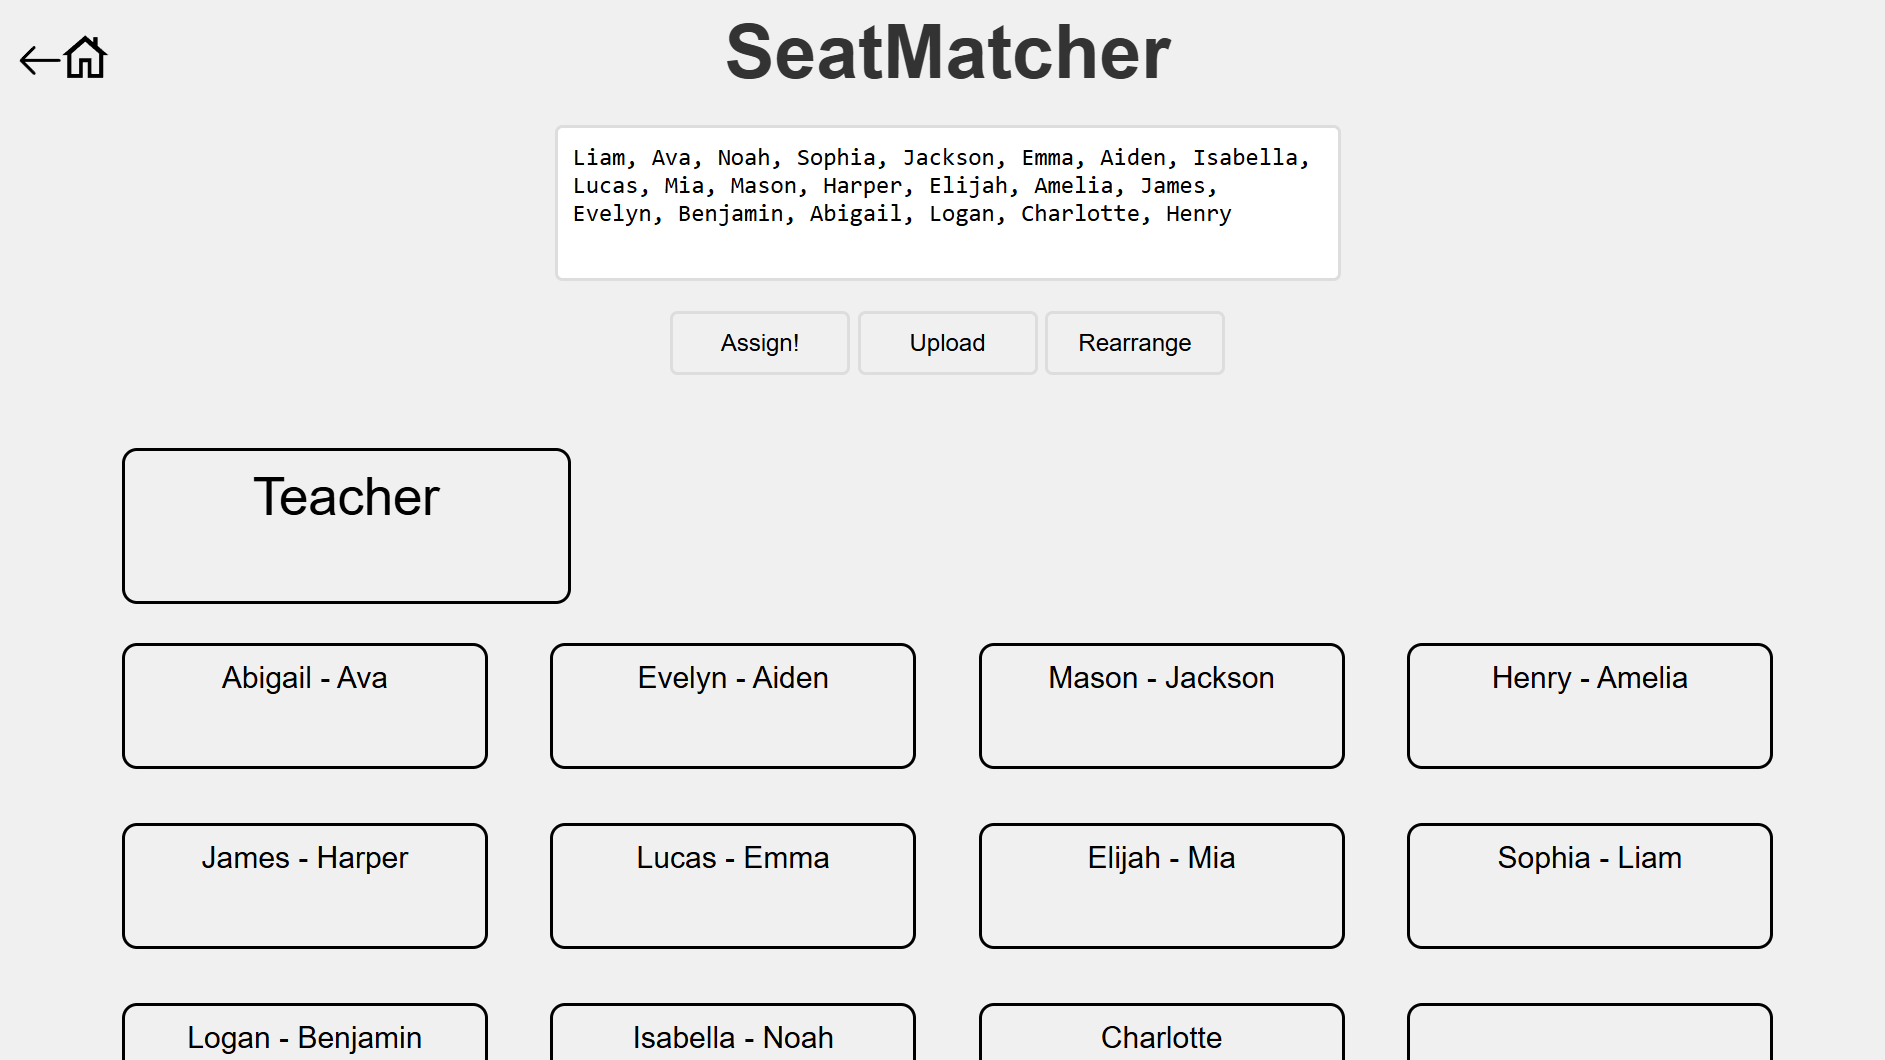 SeatMatcher
Liam, Ava, Noah, Sophia, Jackson, Emma, Aiden, Isabella,
Lucas, Mia, Mason, Harper, Elijah, Amelia, James,
Evelyn, Benjamin, Abigail, Logan, Charlotte, Henry
Assign!
Upload
Rearrange
Teacher
Abigail - Ava
Evelyn - Aiden
Mason - Jackson
Henry - Amelia
James - Harper
Lucas - Emma
Elijah - Mia
Sophia - Liam
Logan - Benjamin
Isabella - Noah
Charlotte